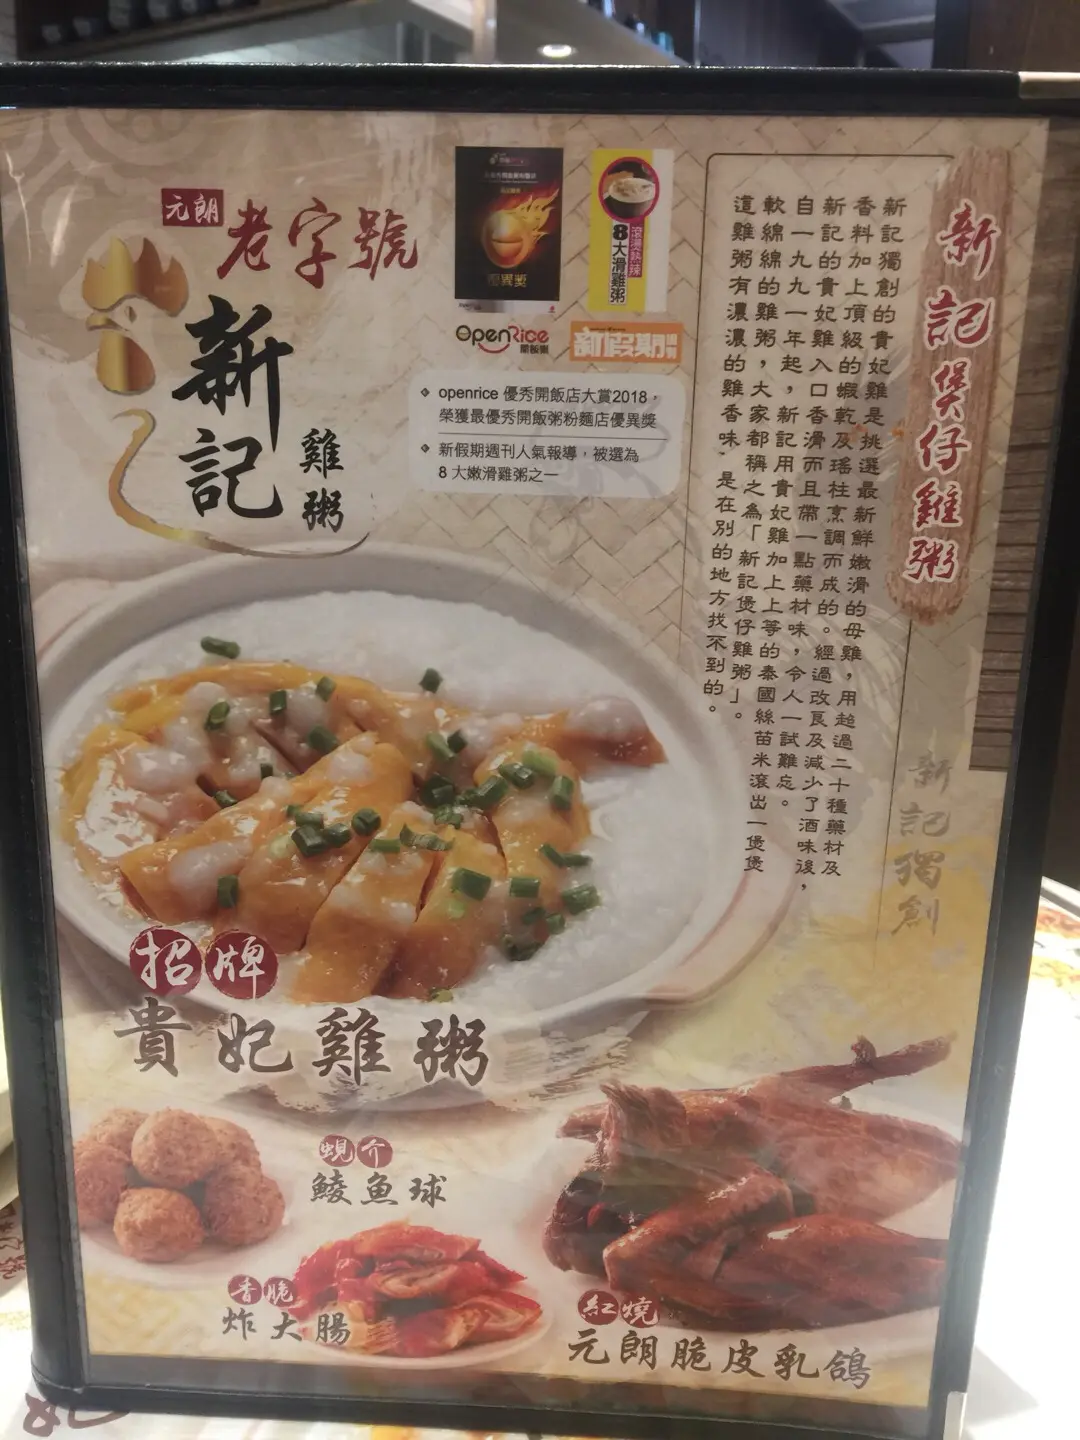 元朗
老字號
新記
雞粥
優異獎
滾燙熱辣
8大滑雞粥
OpenRice
開飯喇
新假期
❖ openrice 優秀開飯店大賞2018,
榮獲最優秀開飯粥粉麵店優異獎
❖ 新假期週刊人氣報導,被選為
8 大嫩滑雞粥之一
新記煲仔雞粥
新記獨創的貴妃雞是挑選最新鮮嫩滑的母雞,用超過二十種藥材及
香料加上頂級的蝦乾及瑤柱烹調而成的。經過改良及減少了酒味後,
新記的貴妃雞入口香滑而且帶一點藥材味,令人一試難忘。
自一九九一年起,新記用貴妃雞加上上等的泰國絲苗米滾出一煲煲
軟綿綿的雞粥,大家都稱之為「新記煲仔雞粥」。
這雞粥有濃濃的雞香味,是在別的地方找不到的。
新記獨創
招牌
貴妃雞粥
蜆介
鯪魚球
香脆
炸大腸
紅燒
元朗脆皮乳鴿